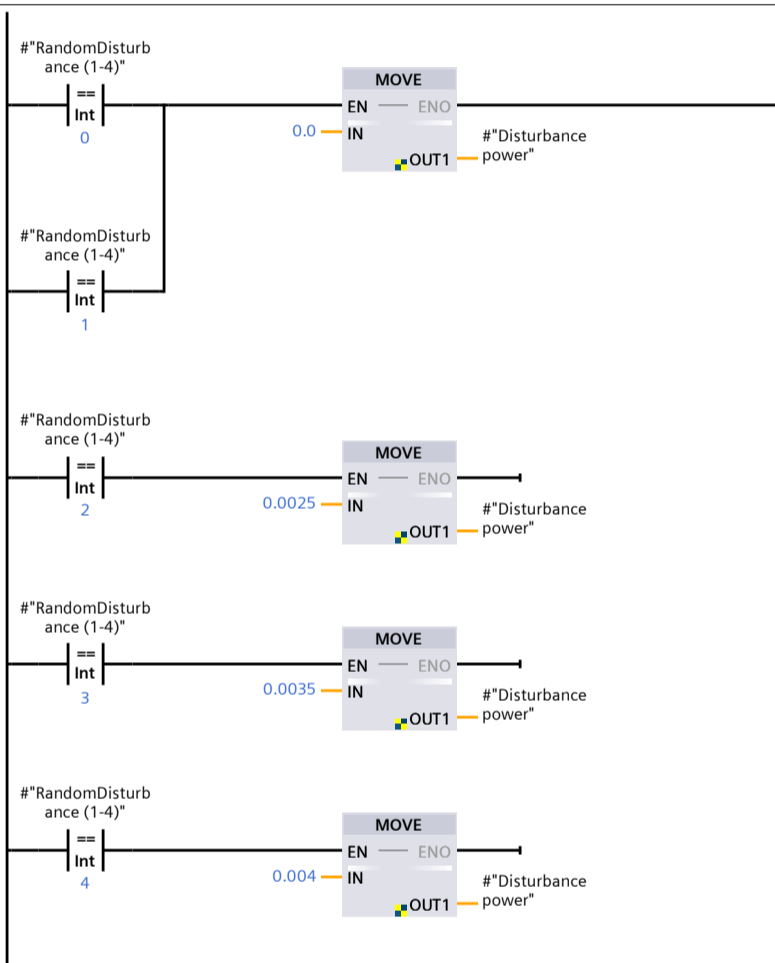 #"RandomDisturb
ance (1-4)"
==
Int
0
MOVE
EN ENO
0.0 IN
OUT1
#"Disturbance
power"
#"RandomDisturb
ance (1-4)"
==
Int
1
#"RandomDisturb
ance (1-4)"
==
Int
2
MOVE
EN ENO
0.0025 IN
OUT1
#"Disturbance
power"
#"RandomDisturb
ance (1-4)"
==
Int
3
MOVE
EN ENO
0.0035 IN
OUT1
#"Disturbance
power"
#"RandomDisturb
ance (1-4)"
==
Int
4
MOVE
EN ENO
0.004 IN
OUT1
#"Disturbance
power"